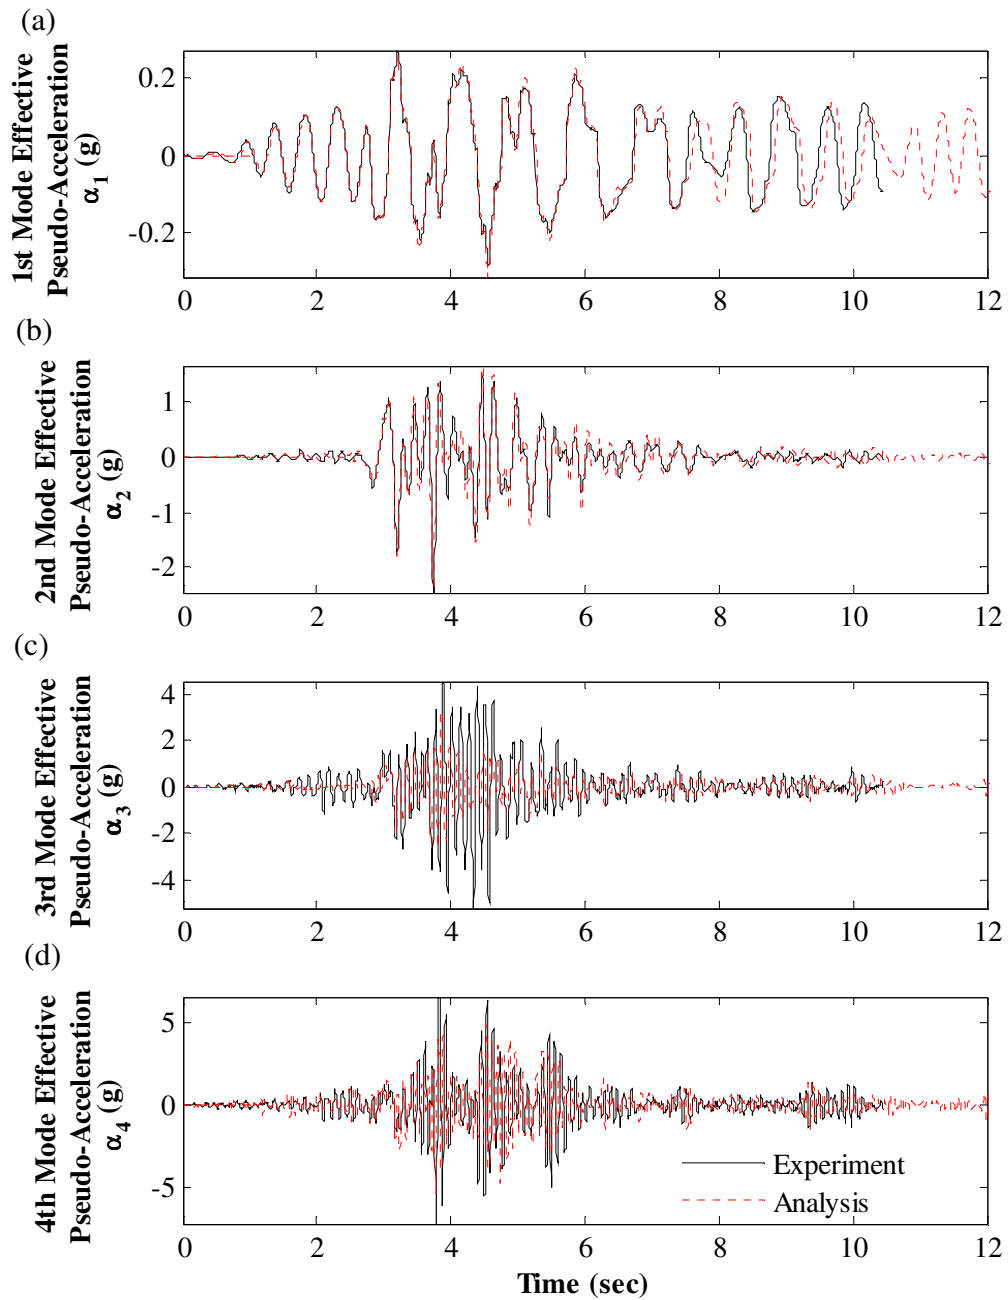 (a)
1st Mode Effective
Pseudo-Acceleration
α1 (g)
0.2
0
-0.2
0 2 4 6 8 10 12
(b)
2nd Mode Effective
Pseudo-Acceleration
α2 (g)
1
0
-1
-2
0 2 4 6 8 10 12
(c)
3rd Mode Effective
Pseudo-Acceleration
α3 (g)
4
2
0
-2
-4
0 2 4 6 8 10 12
(d)
4th Mode Effective
Pseudo-Acceleration
α4 (g)
5
0
-5
Experiment
Analysis
0 2 4 6 8 10 12
Time (sec)